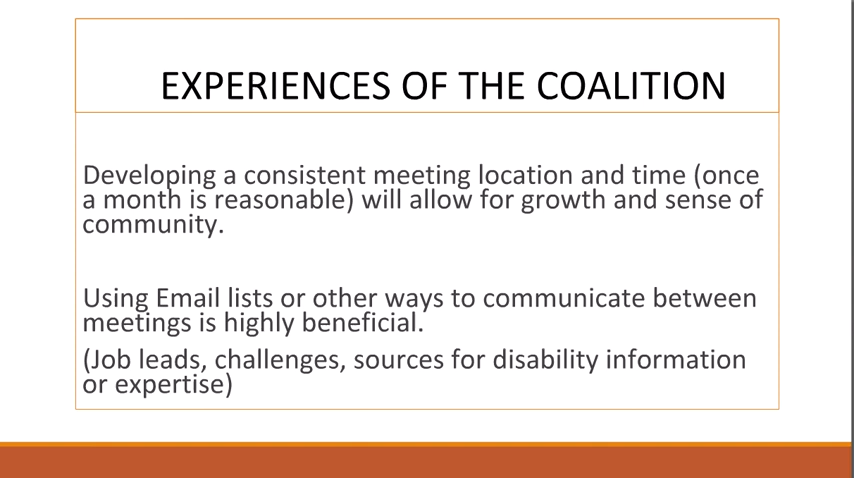 EXPERIENCES OF THE COALITION
Developing a consistent meeting location and time (once
a month is reasonable) will allow for growth and sense of
community.
Using Email lists or other ways to communicate between
meetings is highly beneficial.
(Job leads, challenges, sources for disability information
or expertise)